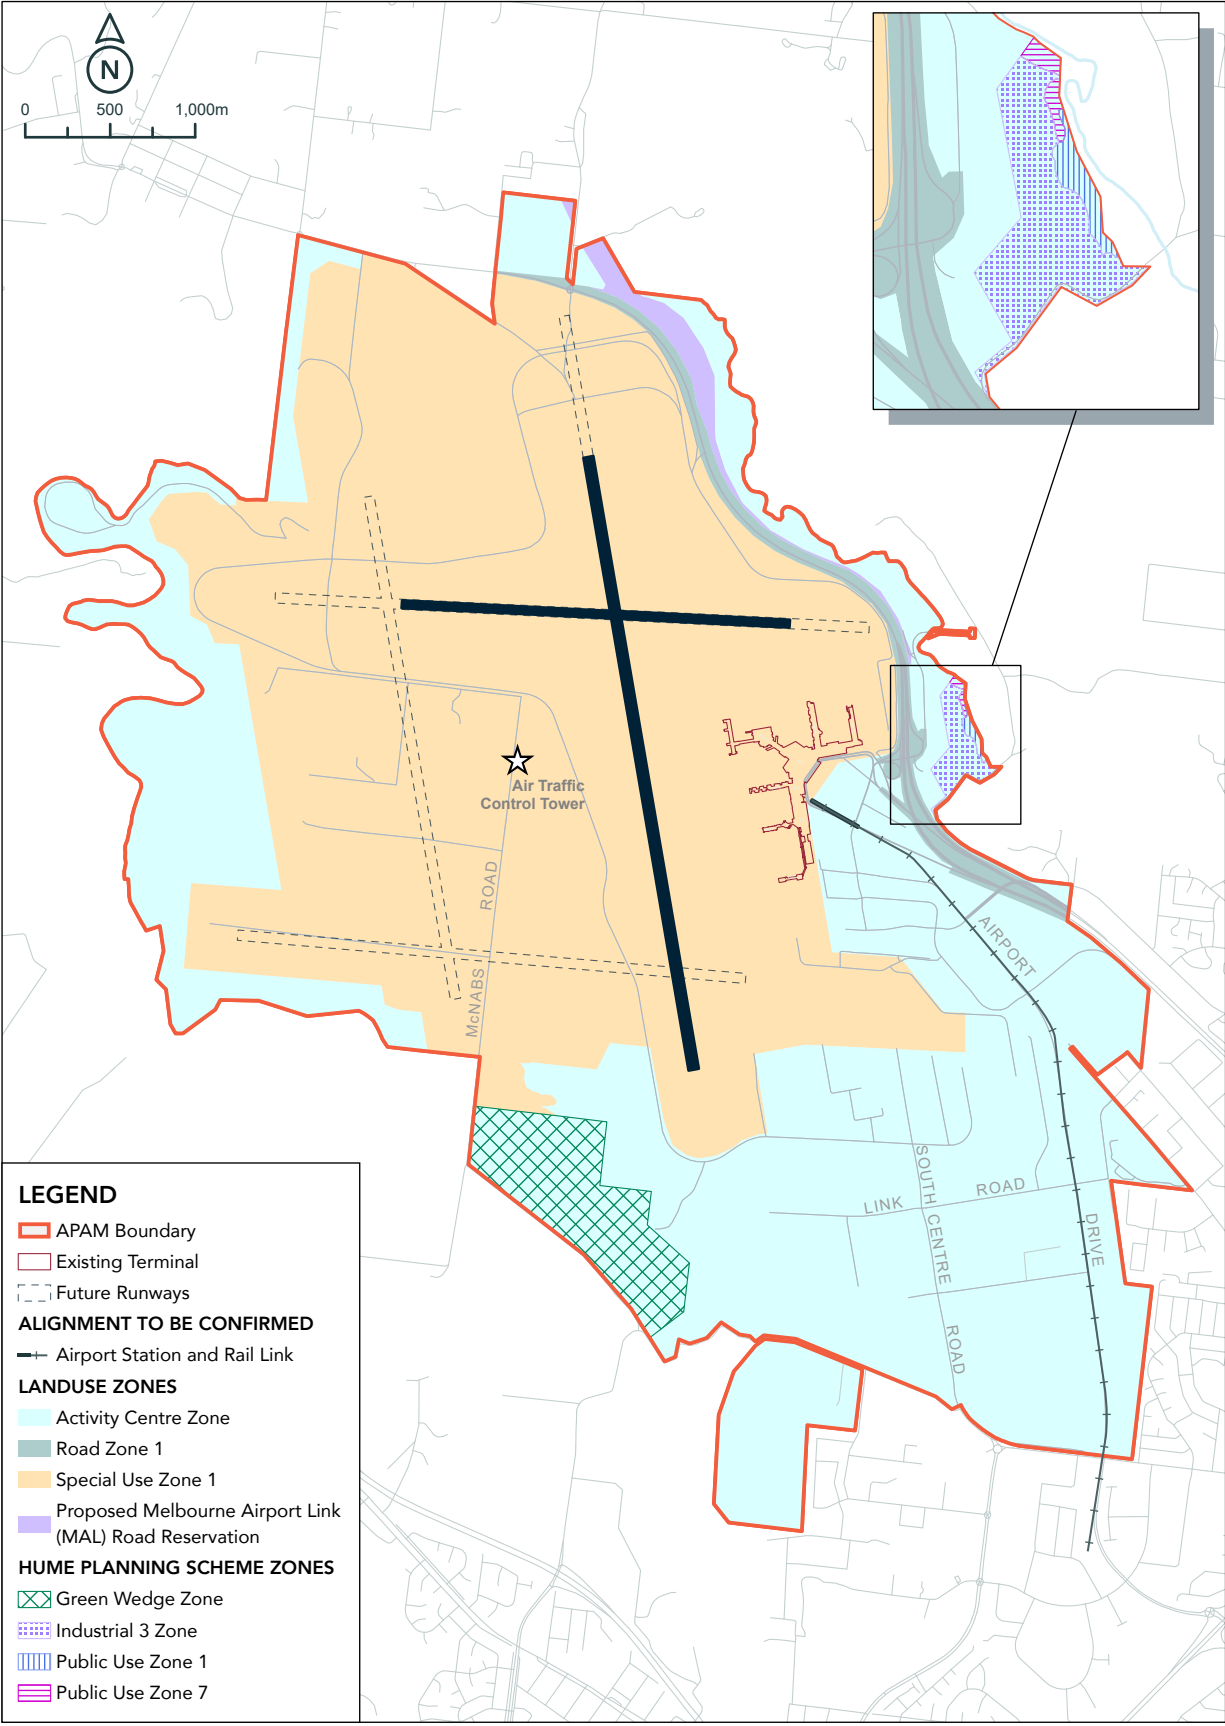 N
0 500 1,000m
Air Traffic
Control Tower
McNABS ROAD
AIRPORT DRIVE
SOUTH CENTRE ROAD
LINK ROAD
LEGEND
APAM Boundary
Existing Terminal
Future Runways
ALIGNMENT TO BE CONFIRMED
Airport Station and Rail Link
LANDUSE ZONES
Activity Centre Zone
Road Zone 1
Special Use Zone 1
Proposed Melbourne Airport Link
(MAL) Road Reservation
HUME PLANNING SCHEME ZONES
Green Wedge Zone
Industrial 3 Zone
Public Use Zone 1
Public Use Zone 7